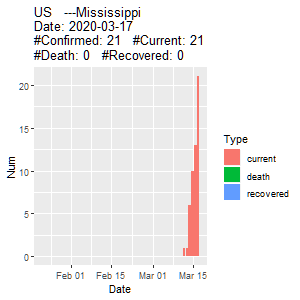 US   ---Mississippi
Date: 2020-03-17
#Confirmed: 21   #Current: 21
#Death: 0   #Recovered: 0
20
15
10
5
0
Num
Feb 01
Feb 15
Mar 01
Mar 15
Date
Type
current
death
recovered